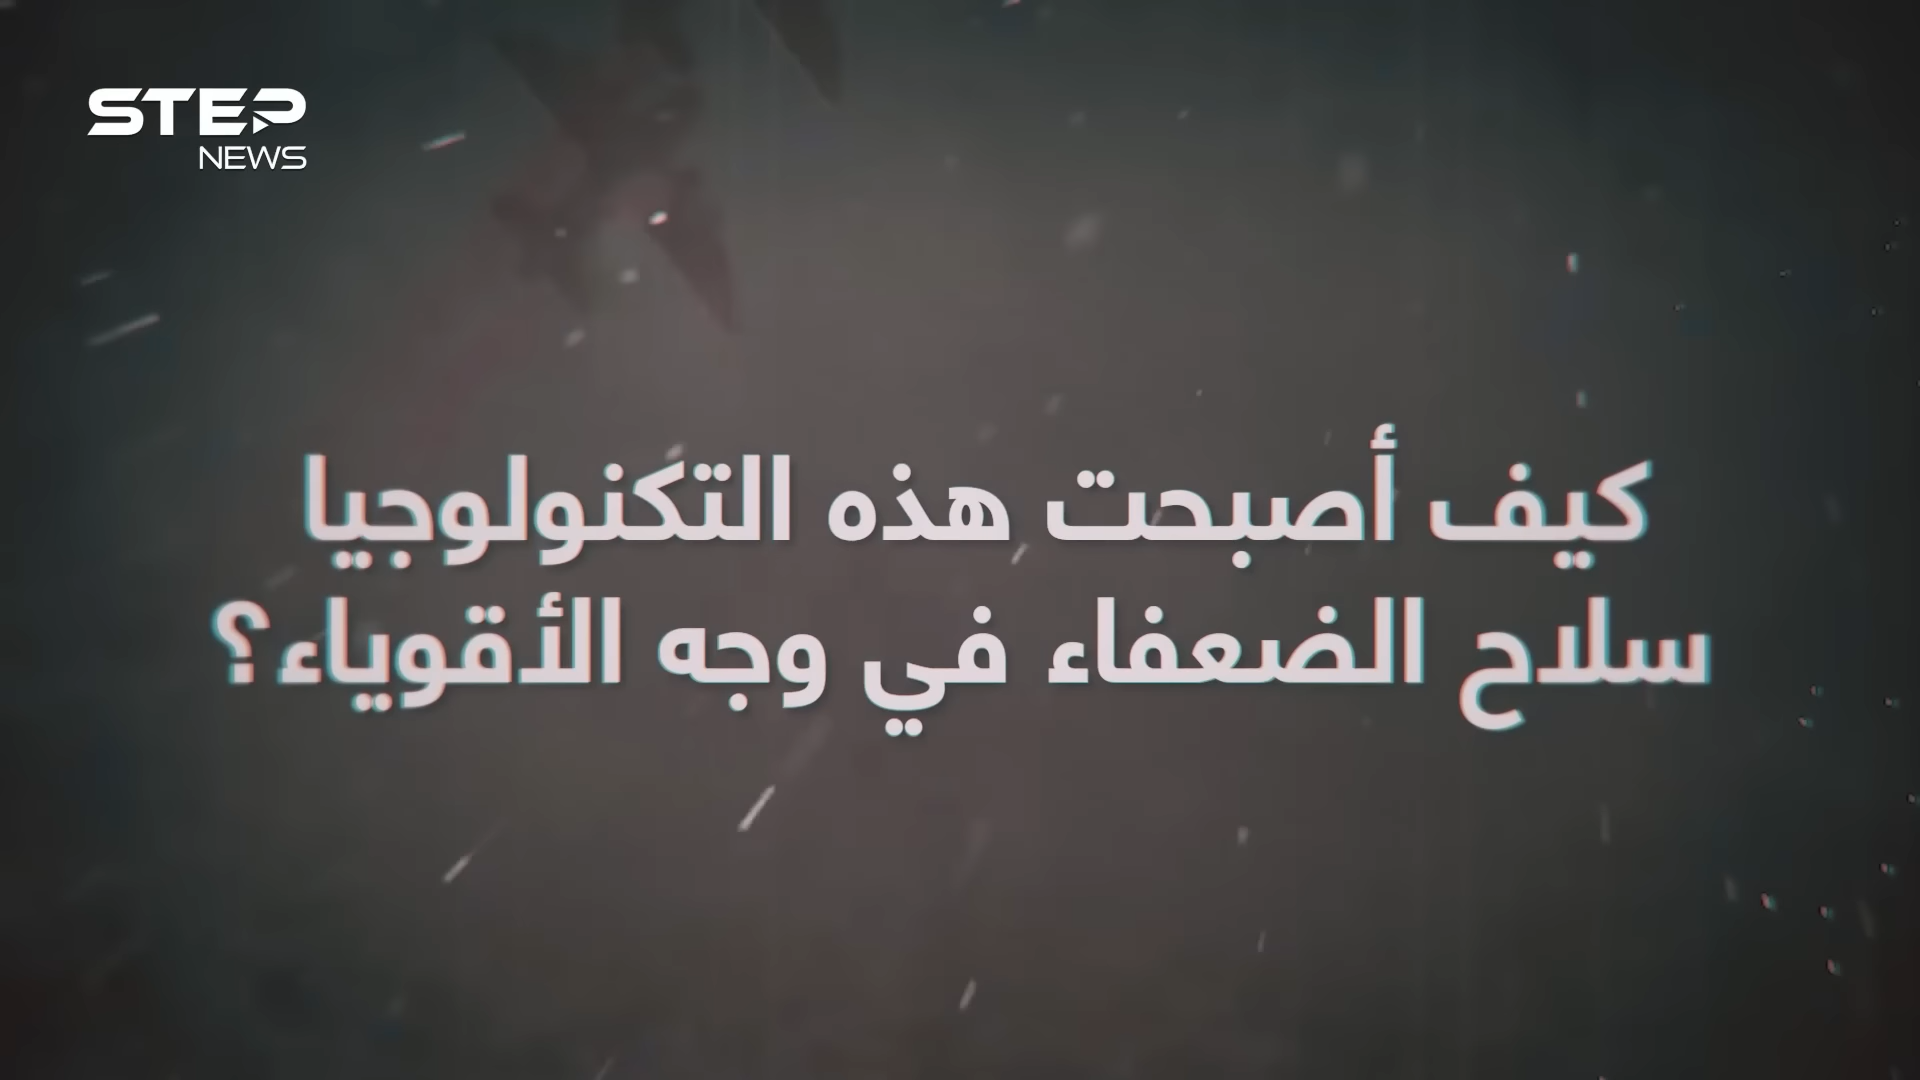 STEP
NEWS
كيف أصبحت هذه التكنولوجيا
سلاح الضعفاء في وجه الأقوياء؟